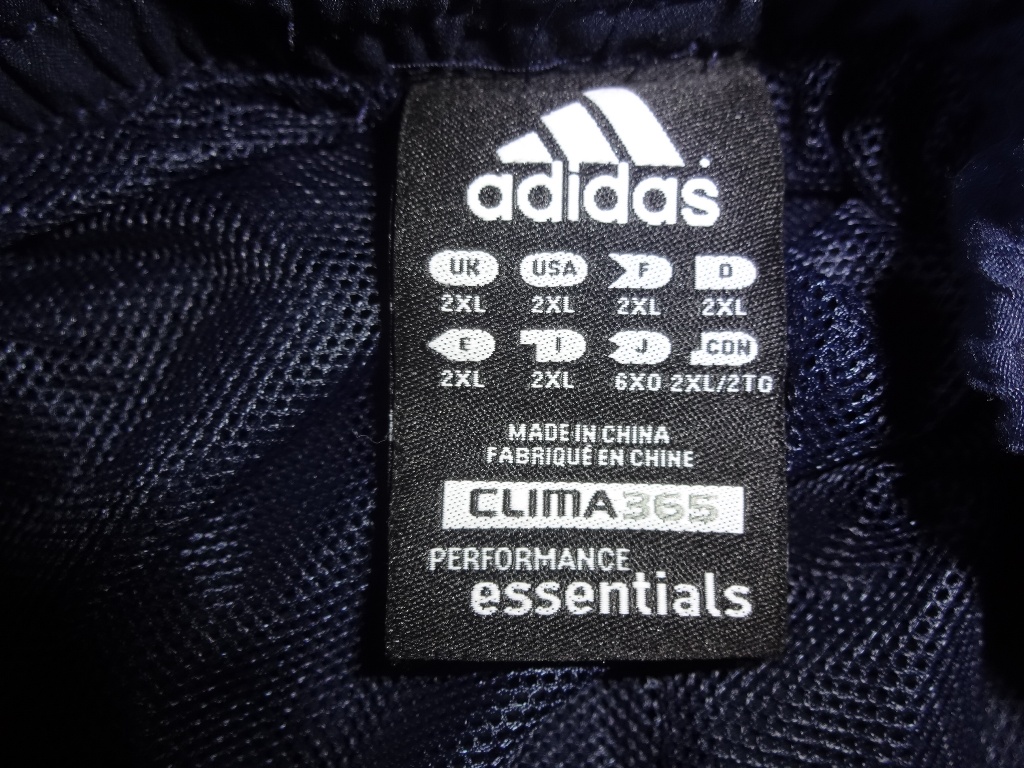 adidas
UK USA F D
2XL 2XL 2XL 2XL
E I J CDN
2XL 2XL 6XO 2XL/2TG
MADE IN CHINA
FABRIQUÉ EN CHINE
CLIMA365
PERFORMANCE
essentials